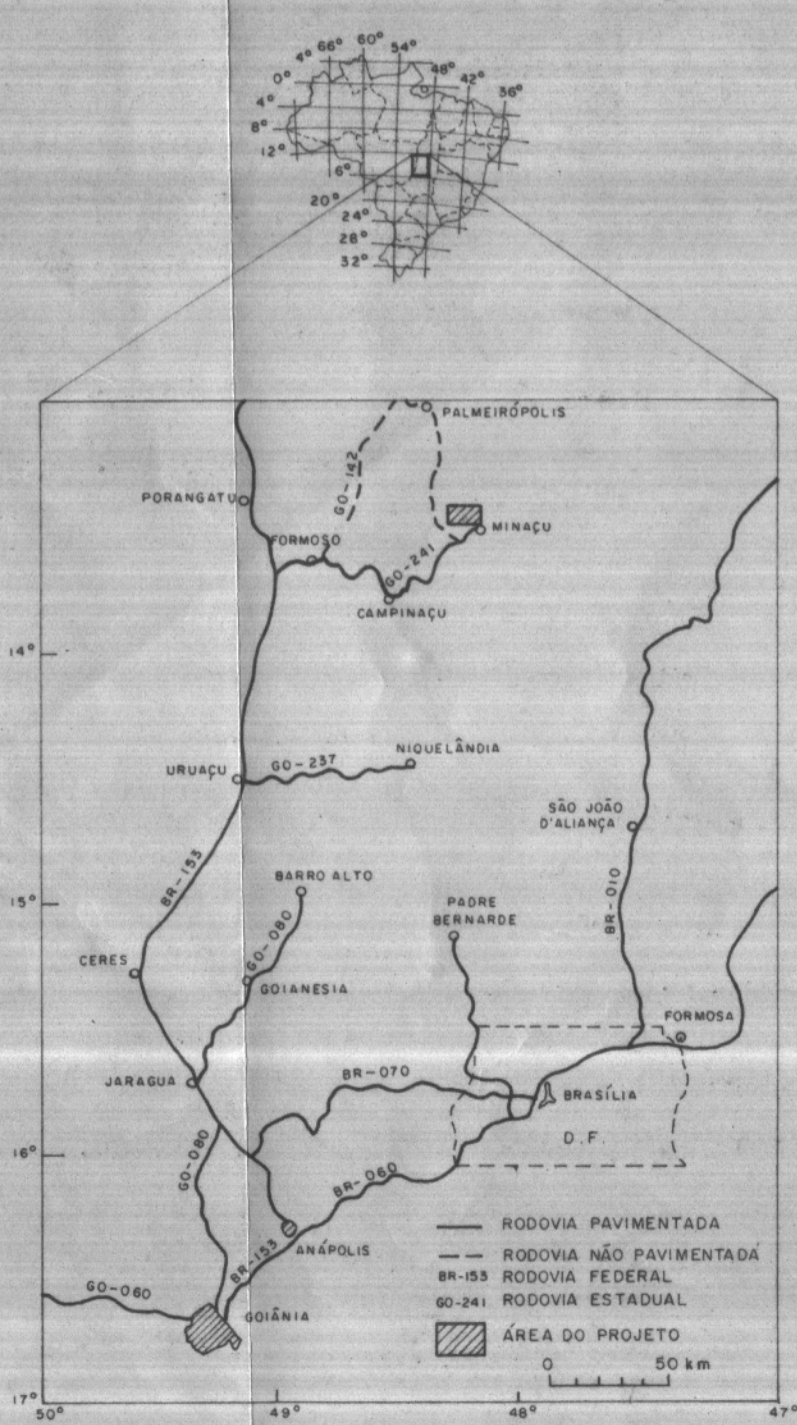 60°
66°
54°
4°
48°
0°
42°
36°
4°
8°
12°
6°
20°
24°
28°
32°
PALMEIRÓPOLIS
GO-142
PORANGATU
MINAÇU
FORMOSO
GO-241
CAMPINAÇU
14°
NIQUELÂNDIA
URUAÇU
GO-237
SÃO JOÃO
D'ALIANÇA
BR-153
BARRO ALTO
BR-010
15°
PADRE
BERNARDE
GO-080
CERES
GOIANESIA
FORMOSA
JARAGUA
BR-070
BRASÍLIA
D.F.
16°
GO-080
BR-060
ANÁPOLIS
BR-153
GO-060
GOIÂNIA
RODOVIA PAVIMENTADA
RODOVIA NÃO PAVIMENTADA
BR-153 RODOVIA FEDERAL
GO-241 RODOVIA ESTADUAL
ÁREA DO PROJETO
0 50 km
17°
50° 49° 48° 47°